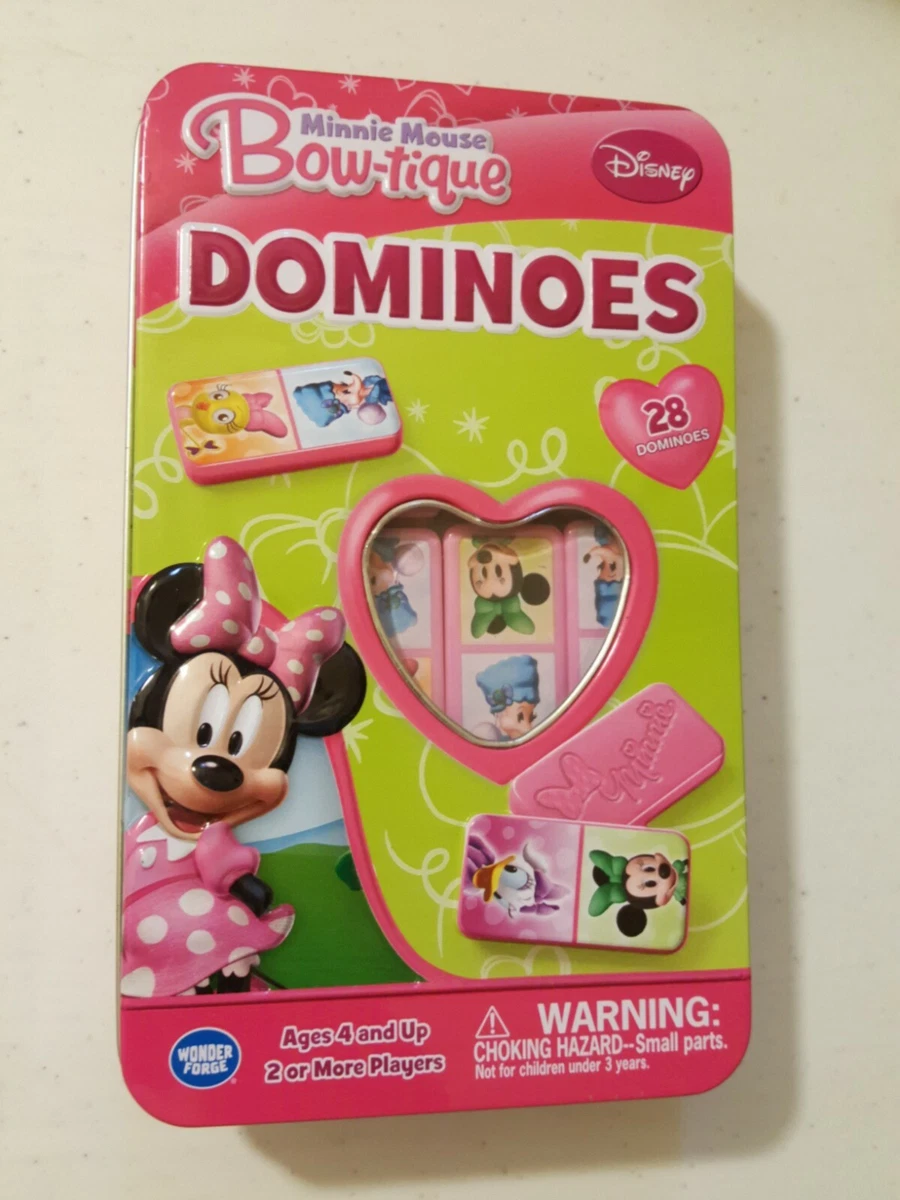 Minnie Mouse
Bow-tique
Disney
DOMINOES
28
DOMINOES
Minnie
WONDER
FORGE®
Ages 4 and Up
2 or More Players
WARNING:
CHOKING HAZARD--Small parts.
Not for children under 3 years.